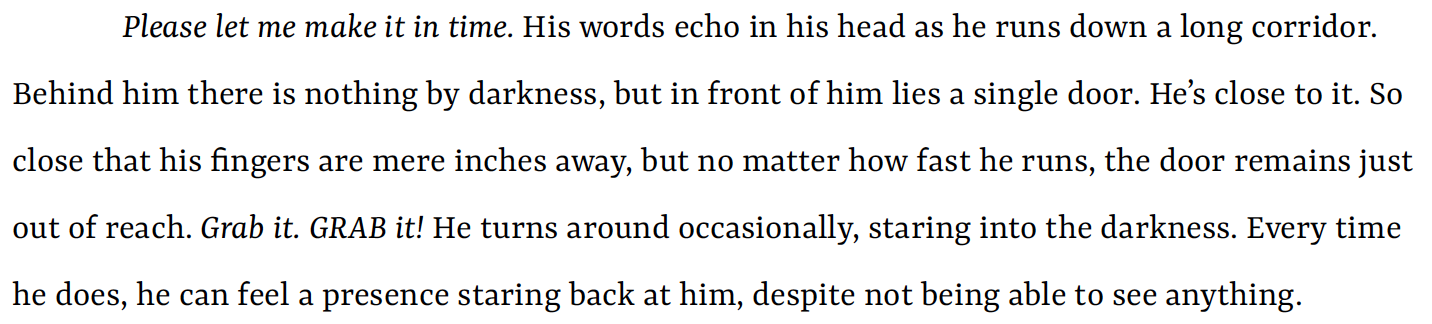 Please let me make it in time. His words echo in his head as he runs down a long corridor.
Behind him there is nothing by darkness, but in front of him lies a single door. He’s close to it. So
close that his fingers are mere inches away, but no matter how fast he runs, the door remains just
out of reach. Grab it. GRAB it! He turns around occasionally, staring into the darkness. Every time
he does, he can feel a presence staring back at him, despite not being able to see anything.